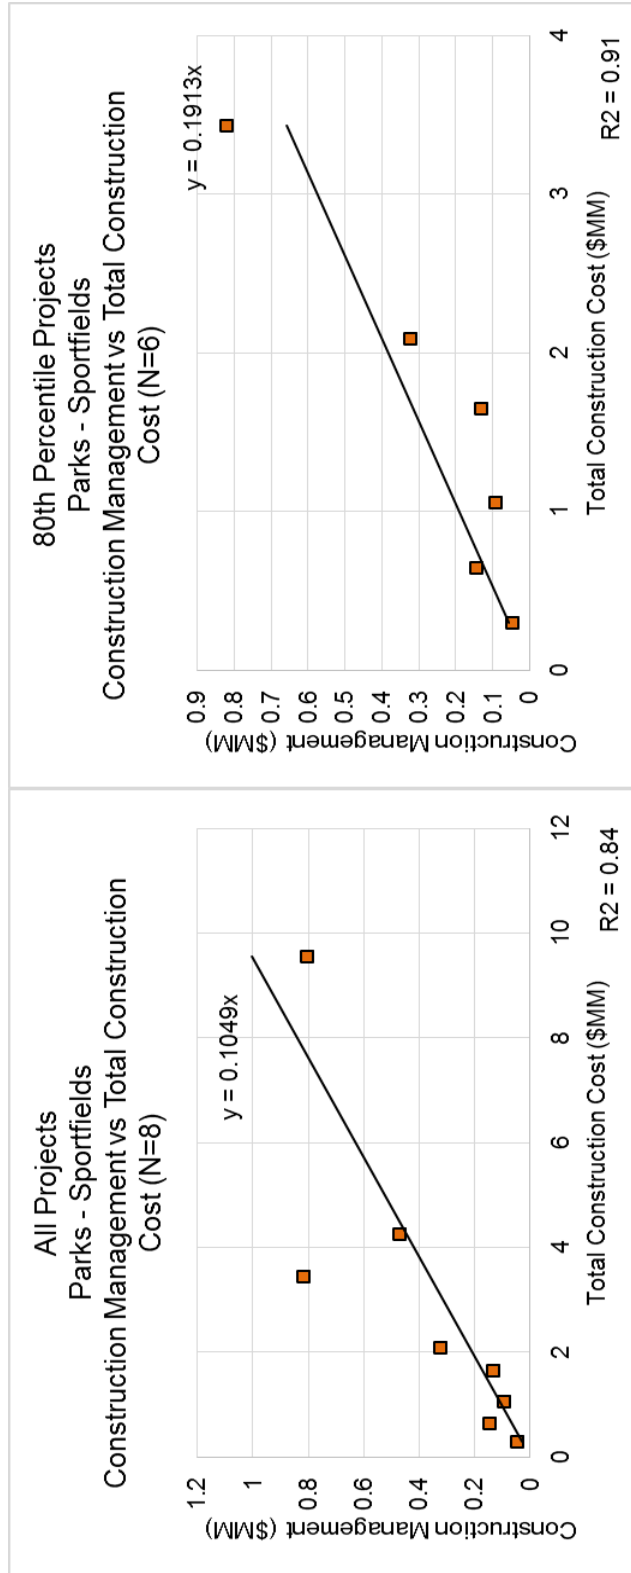 All Projects
Parks - Sportfields
Construction Management vs Total Construction
Cost (N=8)
Construction Management ($MM)
1.2
1
0.8
0.6
0.4
0.2
0
y = 0.1049x
0
2
4
6
8
10
12
Total Construction Cost ($MM)
R2 = 0.84
80th Percentile Projects
Parks - Sportfields
Construction Management vs Total Construction
Cost (N=6)
Construction Management ($MM)
0.9
0.8
0.7
0.6
0.5
0.4
0.3
0.2
0.1
0
y = 0.1913x
0
1
2
3
4
Total Construction Cost ($MM)
R2 = 0.91